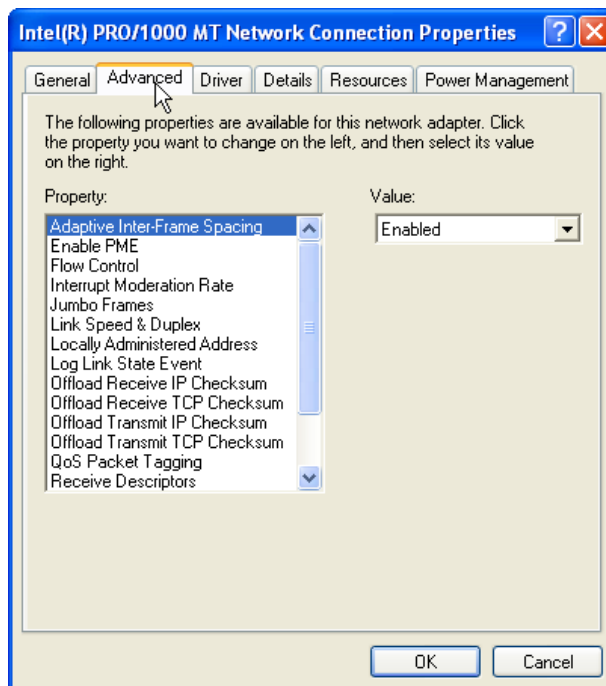 Intel(R) PRO/1000 MT Network Connection Properties
General Advanced Driver Details Resources Power Management
The following properties are available for this network adapter. Click
the property you want to change on the left, and then select its value
on the right.
Property: Value:
Adaptive Inter-Frame Spacing Enabled
Enable PME
Flow Control
Interrupt Moderation Rate
Jumbo Frames
Link Speed & Duplex
Locally Administered Address
Log Link State Event
Offload Receive IP Checksum
Offload Receive TCP Checksum
Offload Transmit IP Checksum
Offload Transmit TCP Checksum
QoS Packet Tagging
Receive Descriptors
OK Cancel